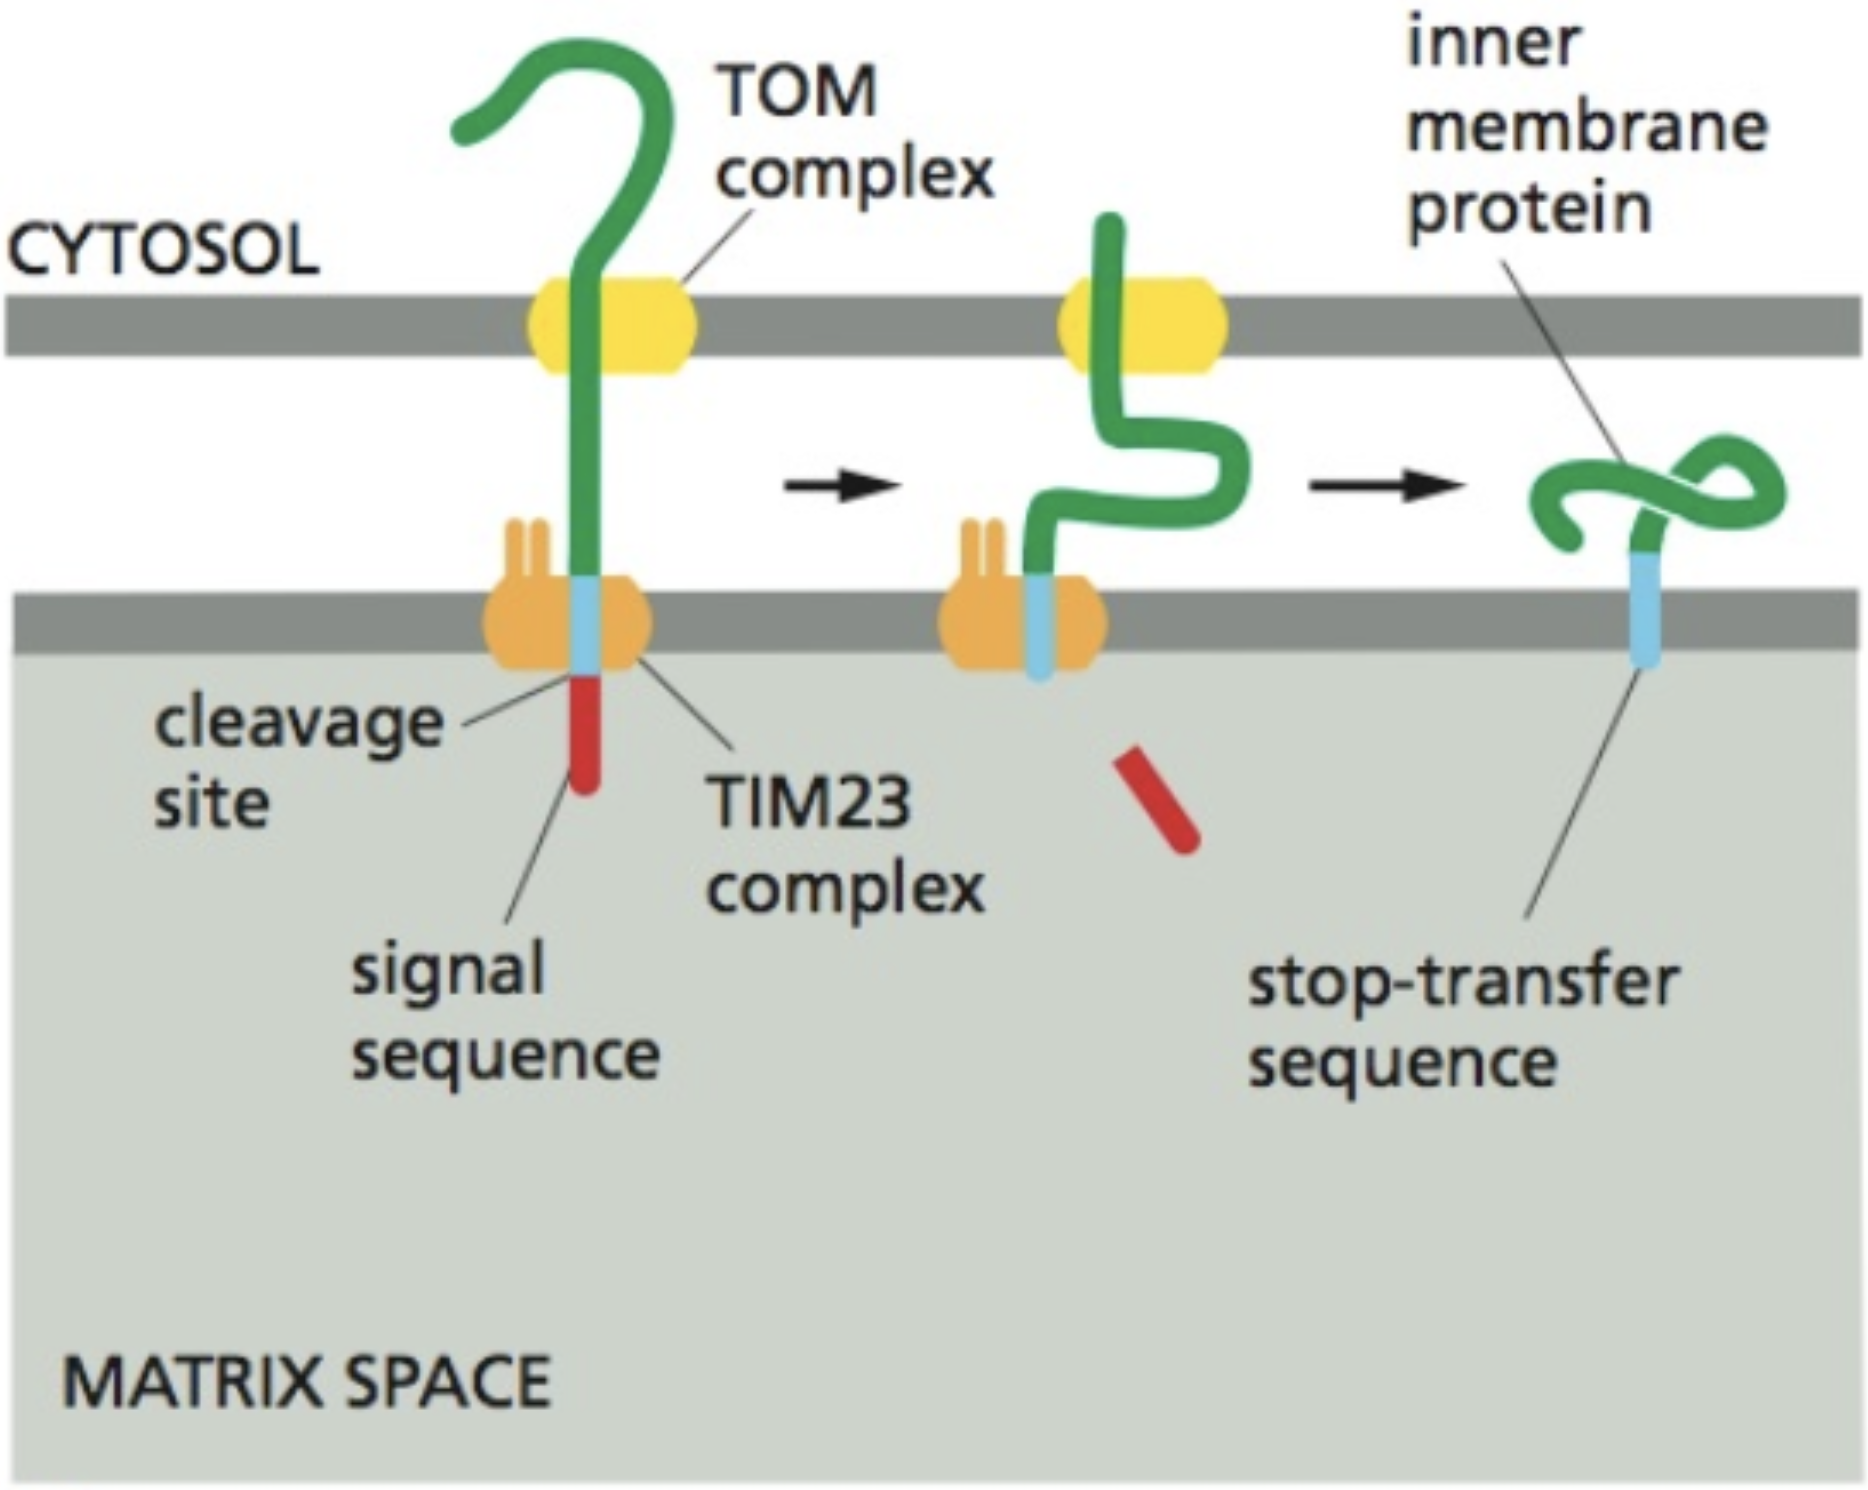 TOM
complex
inner
membrane
protein
CYTOSOL
cleavage
site
TIM23
complex
signal
sequence
stop-transfer
sequence
MATRIX SPACE